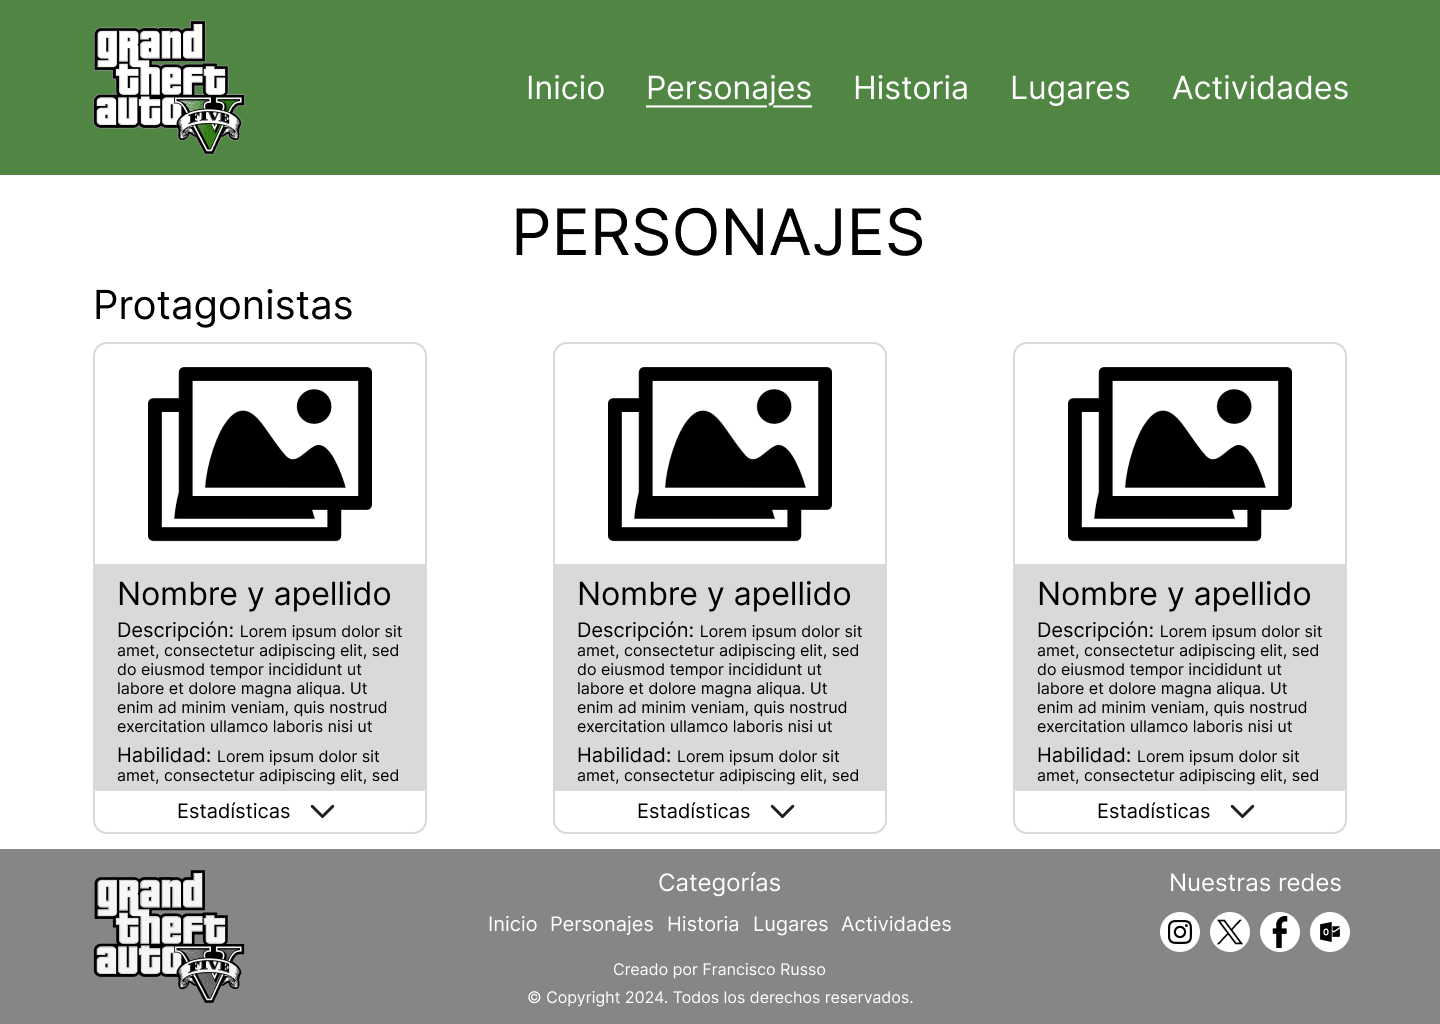 grand
theft
auto
FIVE
Inicio Personajes Historia Lugares Actividades
PERSONAJES
Protagonistas
Nombre y apellido
Descripción: Lorem ipsum dolor sit
amet, consectetur adipiscing elit, sed
do eiusmod tempor incididunt ut
labore et dolore magna aliqua. Ut
enim ad minim veniam, quis nostrud
exercitation ullamco laboris nisi ut
Habilidad: Lorem ipsum dolor sit
amet, consectetur adipiscing elit, sed
Estadísticas
Nombre y apellido
Descripción: Lorem ipsum dolor sit
amet, consectetur adipiscing elit, sed
do eiusmod tempor incididunt ut
labore et dolore magna aliqua. Ut
enim ad minim veniam, quis nostrud
exercitation ullamco laboris nisi ut
Habilidad: Lorem ipsum dolor sit
amet, consectetur adipiscing elit, sed
Estadísticas
Nombre y apellido
Descripción: Lorem ipsum dolor sit
amet, consectetur adipiscing elit, sed
do eiusmod tempor incididunt ut
labore et dolore magna aliqua. Ut
enim ad minim veniam, quis nostrud
exercitation ullamco laboris nisi ut
Habilidad: Lorem ipsum dolor sit
amet, consectetur adipiscing elit, sed
Estadísticas
grand
theft
auto
FIVE
Categorías
Inicio Personajes Historia Lugares Actividades
Creado por Francisco Russo
© Copyright 2024. Todos los derechos reservados.
Nuestras redes